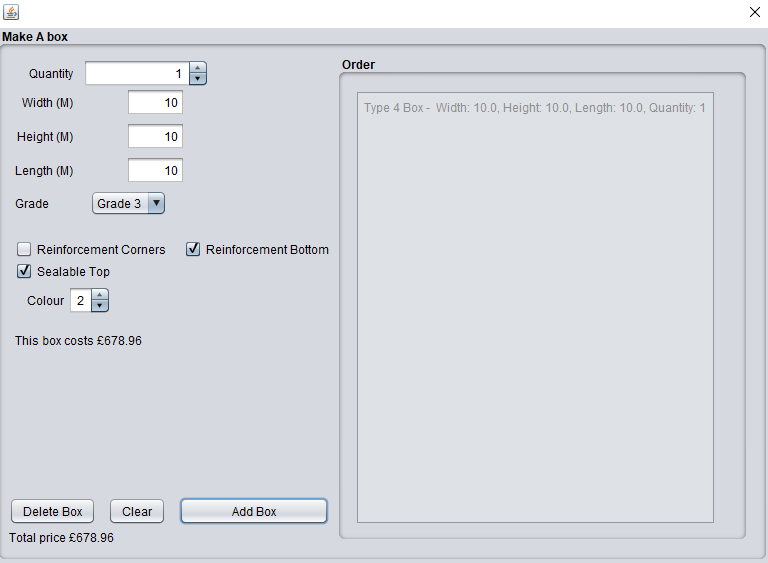 Make A box
Quantity 1
Width (M) 10
Height (M) 10
Length (M) 10
Grade Grade 3
Reinforcement Corners Reinforcement Bottom
Sealable Top
Colour 2
This box costs £678.96
Delete Box Clear Add Box
Total price £678.96
Order
Type 4 Box - Width: 10.0, Height: 10.0, Length: 10.0, Quantity: 1